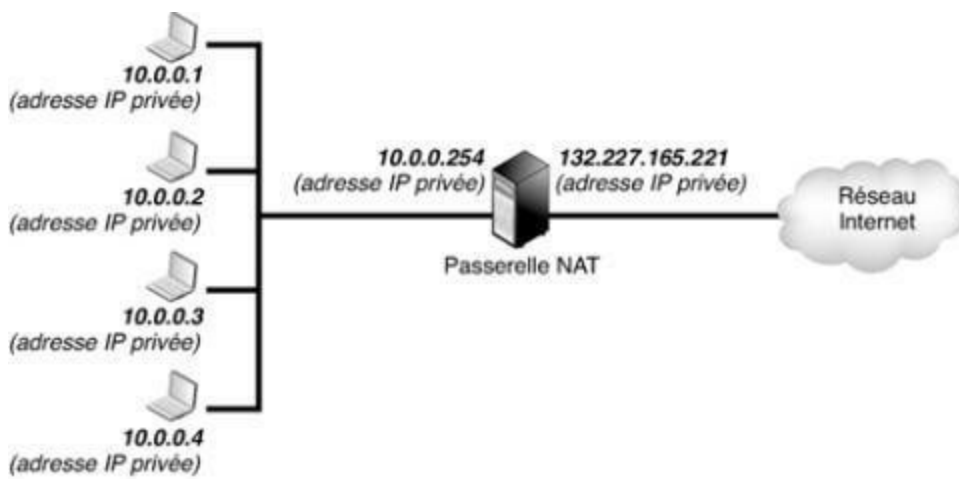 10.0.0.1
(adresse IP privée)
10.0.0.2
(adresse IP privée)
10.0.0.3
(adresse IP privée)
10.0.0.4
(adresse IP privée)
10.0.0.254
(adresse IP privée)
132.227.165.221
(adresse IP privée)
Passerelle NAT
Réseau
Internet